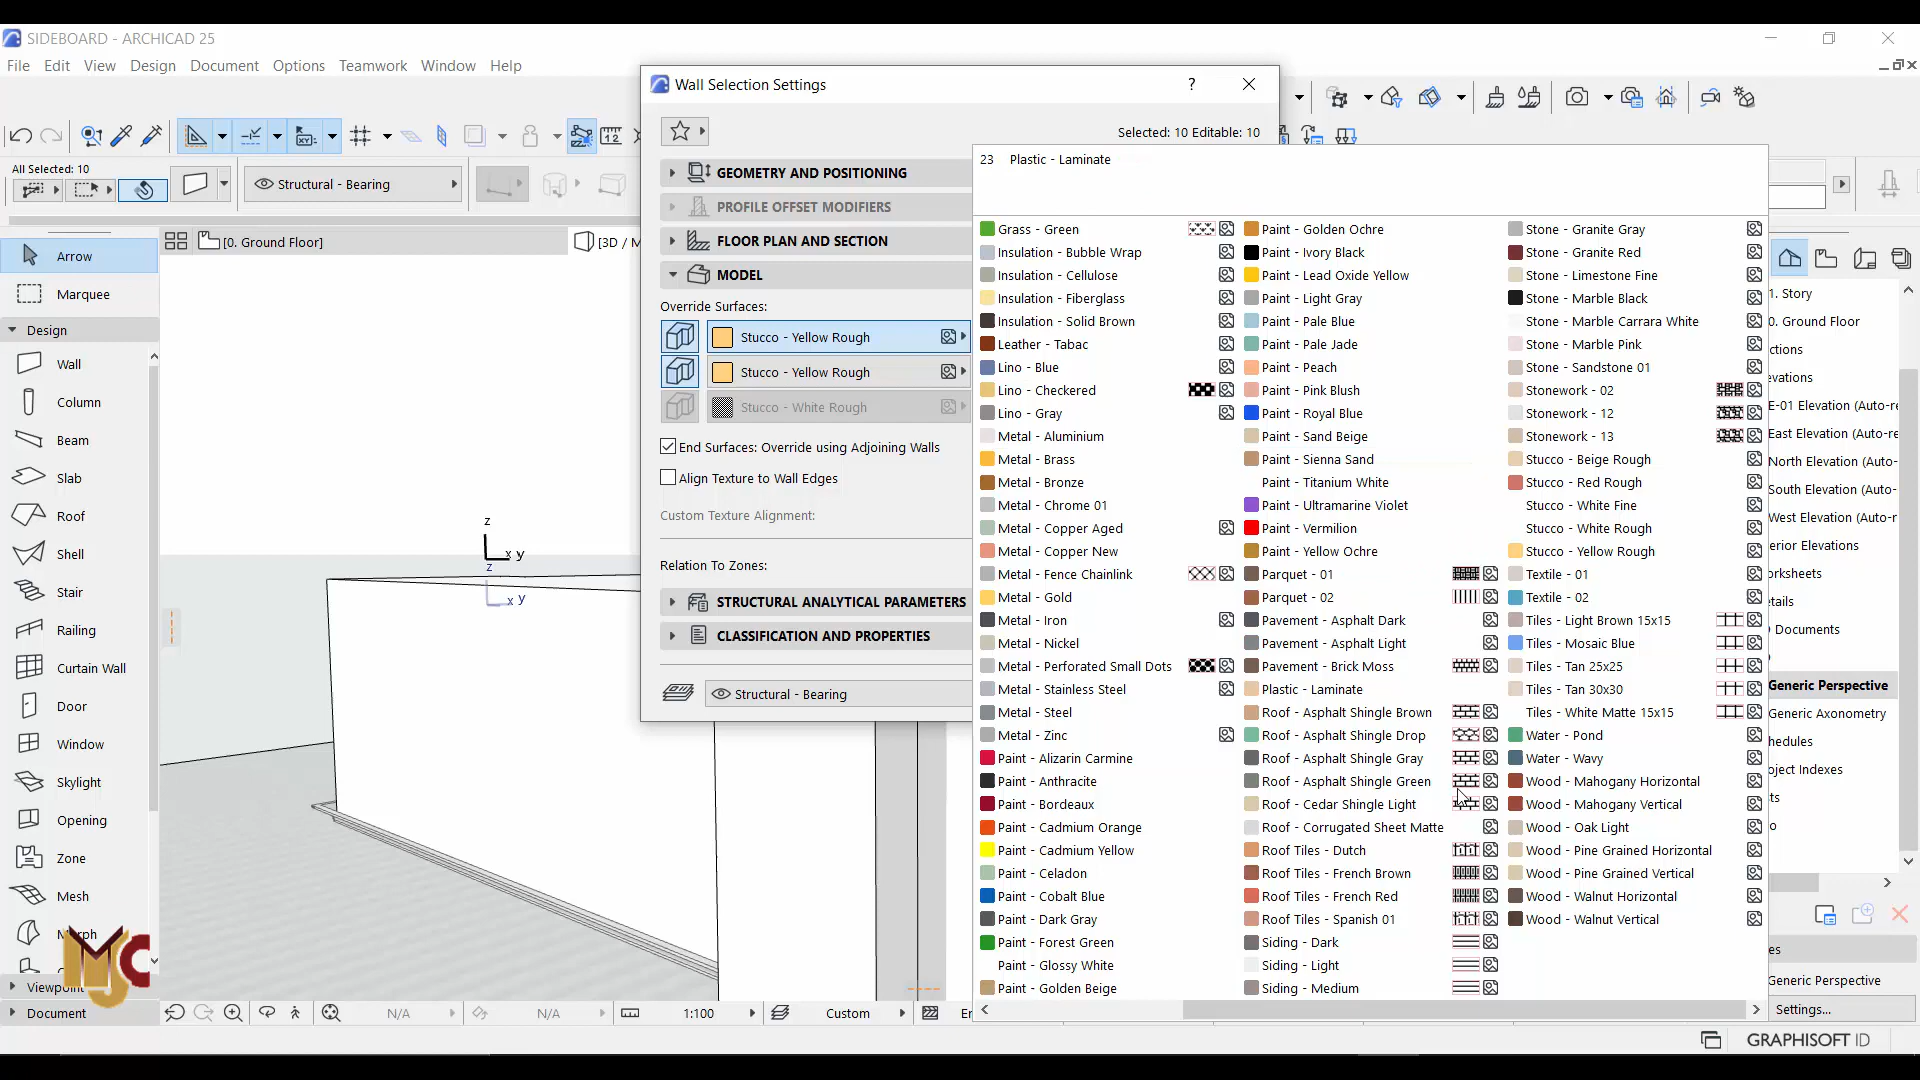 SIDEBOARD - ARCHICAD 25
File Edit View Design Document Options Teamwork Window Help
All Selected: 10
Structural - Bearing
[0. Ground Floor]
[3D / M
Arrow
Marquee
Design
Wall
Column
Beam
Slab
Roof
Shell
Stair
Railing
Curtain Wall
Door
Window
Skylight
Opening
Zone
Mesh
Morph
Viewpoint
Document
z
x y
z
x y
Wall Selection Settings
?
Selected: 10 Editable: 10
GEOMETRY AND POSITIONING
PROFILE OFFSET MODIFIERS
FLOOR PLAN AND SECTION
MODEL
Override Surfaces:
Stucco - Yellow Rough
Stucco - Yellow Rough
Stucco - White Rough
End Surfaces: Override using Adjoining Walls
Align Texture to Wall Edges
Custom Texture Alignment:
Relation To Zones:
STRUCTURAL ANALYTICAL PARAMETERS
CLASSIFICATION AND PROPERTIES
Structural - Bearing
23 Plastic - Laminate
Grass - Green
Insulation - Bubble Wrap
Insulation - Cellulose
Insulation - Fiberglass
Insulation - Solid Brown
Leather - Tabac
Lino - Blue
Lino - Checkered
Lino - Gray
Metal - Aluminium
Metal - Brass
Metal - Bronze
Metal - Chrome 01
Metal - Copper Aged
Metal - Copper New
Metal - Fence Chainlink
Metal - Gold
Metal - Iron
Metal - Nickel
Metal - Perforated Small Dots
Metal - Stainless Steel
Metal - Steel
Metal - Zinc
Paint - Alizarin Carmine
Paint - Anthracite
Paint - Bordeaux
Paint - Cadmium Orange
Paint - Cadmium Yellow
Paint - Celadon
Paint - Cobalt Blue
Paint - Dark Gray
Paint - Forest Green
Paint - Glossy White
Paint - Golden Beige
Paint - Golden Ochre
Paint - Ivory Black
Paint - Lead Oxide Yellow
Paint - Light Gray
Paint - Pale Blue
Paint - Pale Jade
Paint - Peach
Paint - Pink Blush
Paint - Royal Blue
Paint - Sand Beige
Paint - Sienna Sand
Paint - Titanium White
Paint - Ultramarine Violet
Paint - Vermilion
Paint - Yellow Ochre
Parquet - 01
Parquet - 02
Pavement - Asphalt Dark
Pavement - Asphalt Light
Pavement - Brick Moss
Plastic - Laminate
Roof - Asphalt Shingle Brown
Roof - Asphalt Shingle Drop
Roof - Asphalt Shingle Gray
Roof - Asphalt Shingle Green
Roof - Cedar Shingle Light
Roof - Corrugated Sheet Matte
Roof Tiles - Dutch
Roof Tiles - French Brown
Roof Tiles - French Red
Roof Tiles - Spanish 01
Siding - Dark
Siding - Light
Siding - Medium
Stone - Granite Gray
Stone - Granite Red
Stone - Limestone Fine
Stone - Marble Black
Stone - Marble Carrara White
Stone - Marble Pink
Stone - Sandstone 01
Stonework - 02
Stonework - 12
Stonework - 13
Stucco - Beige Rough
Stucco - Red Rough
Stucco - White Fine
Stucco - White Rough
Stucco - Yellow Rough
Textile - 01
Textile - 02
Tiles - Light Brown 15x15
Tiles - Mosaic Blue
Tiles - Tan 25x25
Tiles - Tan 30x30
Tiles - White Matte 15x15
Water - Pond
Water - Wavy
Wood - Mahogany Horizontal
Wood - Mahogany Vertical
Wood - Oak Light
Wood - Pine Grained Horizontal
Wood - Pine Grained Vertical
Wood - Walnut Horizontal
Wood - Walnut Vertical
1. Story
0. Ground Floor
ctions
evations
E-01 Elevation (Auto-re
East Elevation (Auto-re
North Elevation (Auto-
South Elevation (Auto-r
West Elevation (Auto-r
erior Elevations
orksheets
etails
D Documents
Generic Perspective
Generic Axonometry
hedules
oject Indexes
sts
es
Generic Perspective
Settings...
N/A
N/A
1:100
Custom
MJC
GRAPHISOFT ID